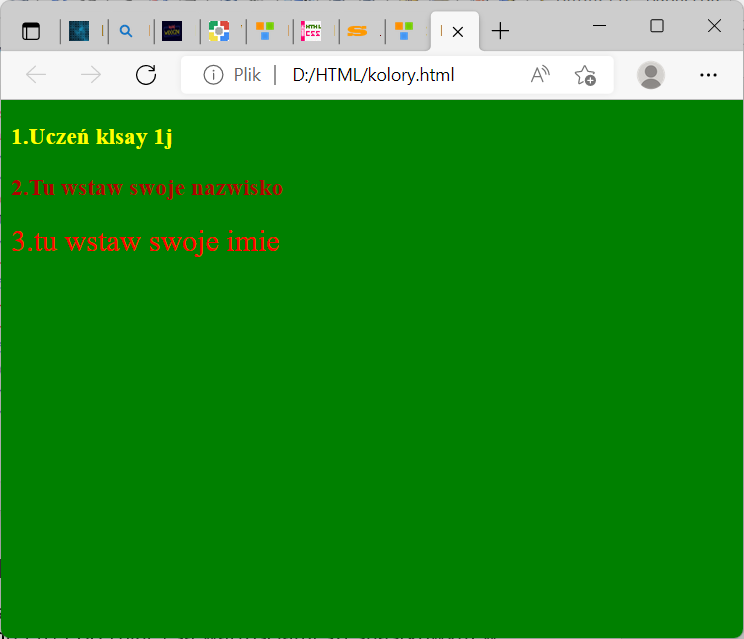 Plik
D:/HTML/kolory.html
1.Uczeń klsay 1j
2.Tu wstaw swoje nazwisko
3.tu wstaw swoje imie